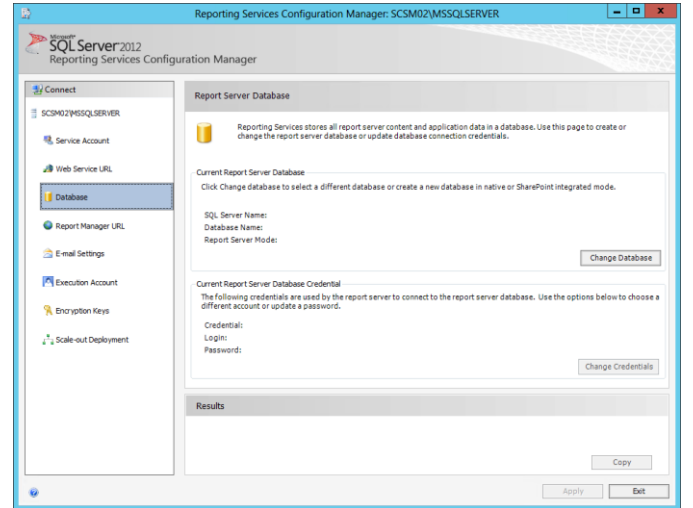 Reporting Services Configuration Manager: SCSM02\MSSQLSERVER
Microsoft
SQL Server 2012
Reporting Services Configuration Manager
Connect
SCSM02\MSSQLSERVER
Service Account
Web Service URL
Database
Report Manager URL
E-mail Settings
Execution Account
Encryption Keys
Scale-out Deployment
Report Server Database
Reporting Services stores all report server content and application data in a database. Use this page to create or
change the report server database or update database connection credentials.
Current Report Server Database
Click Change database to select a different database or create a new database in native or SharePoint integrated mode.
SQL Server Name:
Database Name:
Report Server Mode:
Change Database
Current Report Server Database Credential
The following credentials are used by the report server to connect to the report server database. Use the options below to choose a
different account or update a password.
Credential:
Login:
Password:
Change Credentials
Results
Copy
Apply
Exit